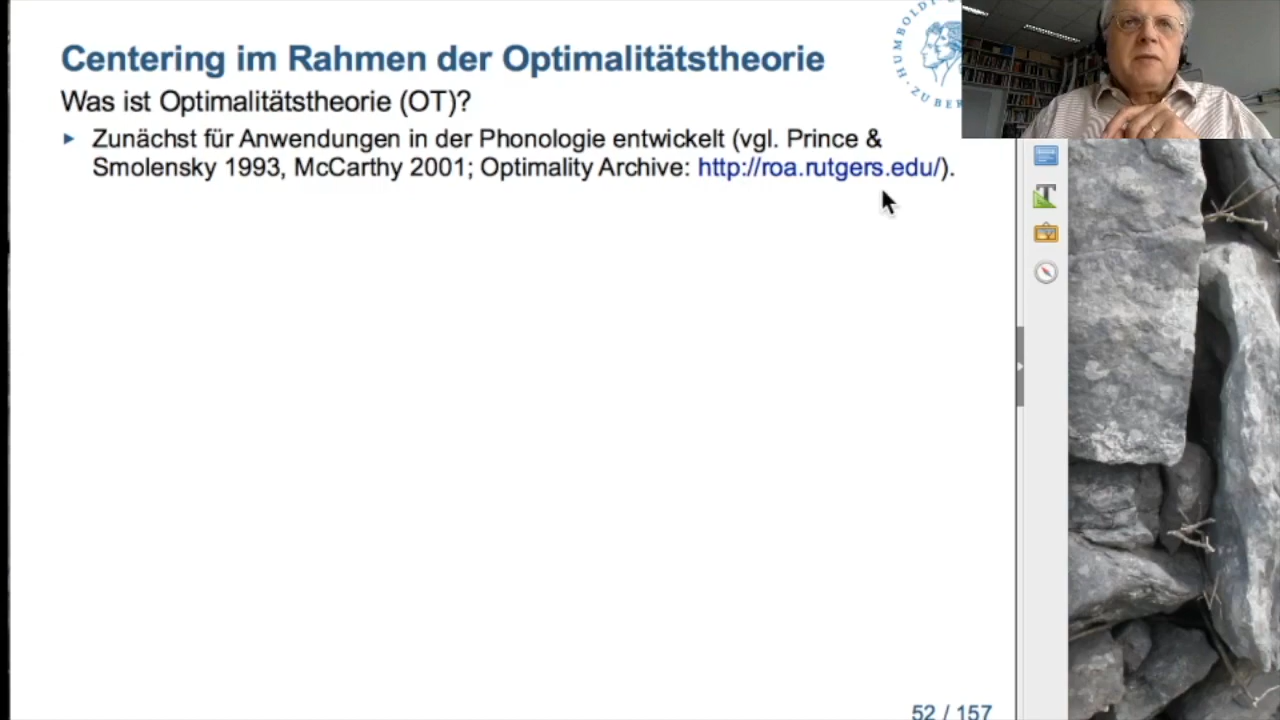 Centering im Rahmen der Optimalitätstheorie
Was ist Optimalitätstheorie (OT)?
Zunächst für Anwendungen in der Phonologie entwickelt (vgl. Prince &
Smolensky 1993, McCarthy 2001; Optimality Archive: http://roa.rutgers.edu/).
52 / 157